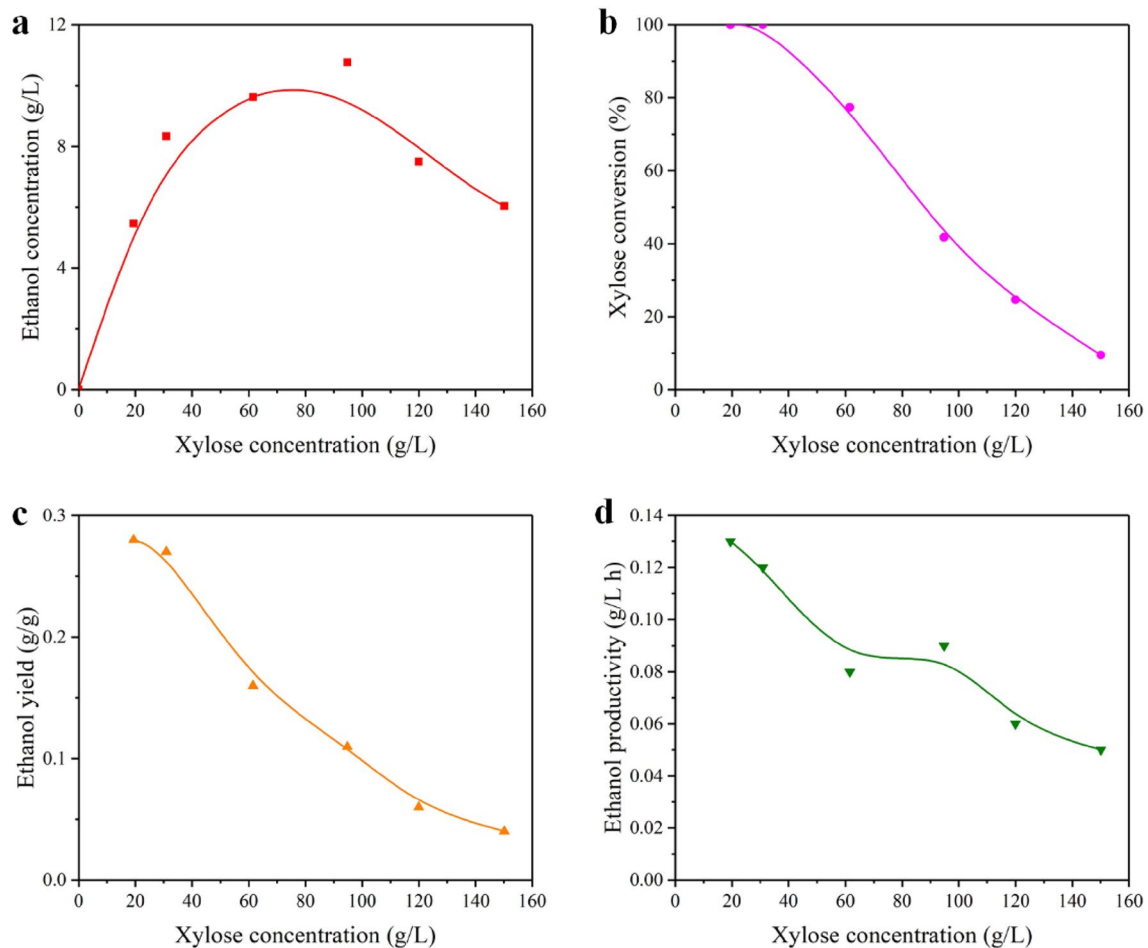 a
12
8
4
0
Ethanol concentration (g/L)
0 20 40 60 80 100 120 140 160
Xylose concentration (g/L)
b
100
80
60
40
20
0
Xylose conversion (%)
0 20 40 60 80 100 120 140 160
Xylose concentration (g/L)
c
0.3
0.2
0.1
0.0
Ethanol yield (g/g)
0 20 40 60 80 100 120 140 160
Xylose concentration (g/L)
d
0.14
0.12
0.10
0.08
0.06
0.04
0.02
0.00
Ethanol productivity (g/L h)
0 20 40 60 80 100 120 140 160
Xylose concentration (g/L)